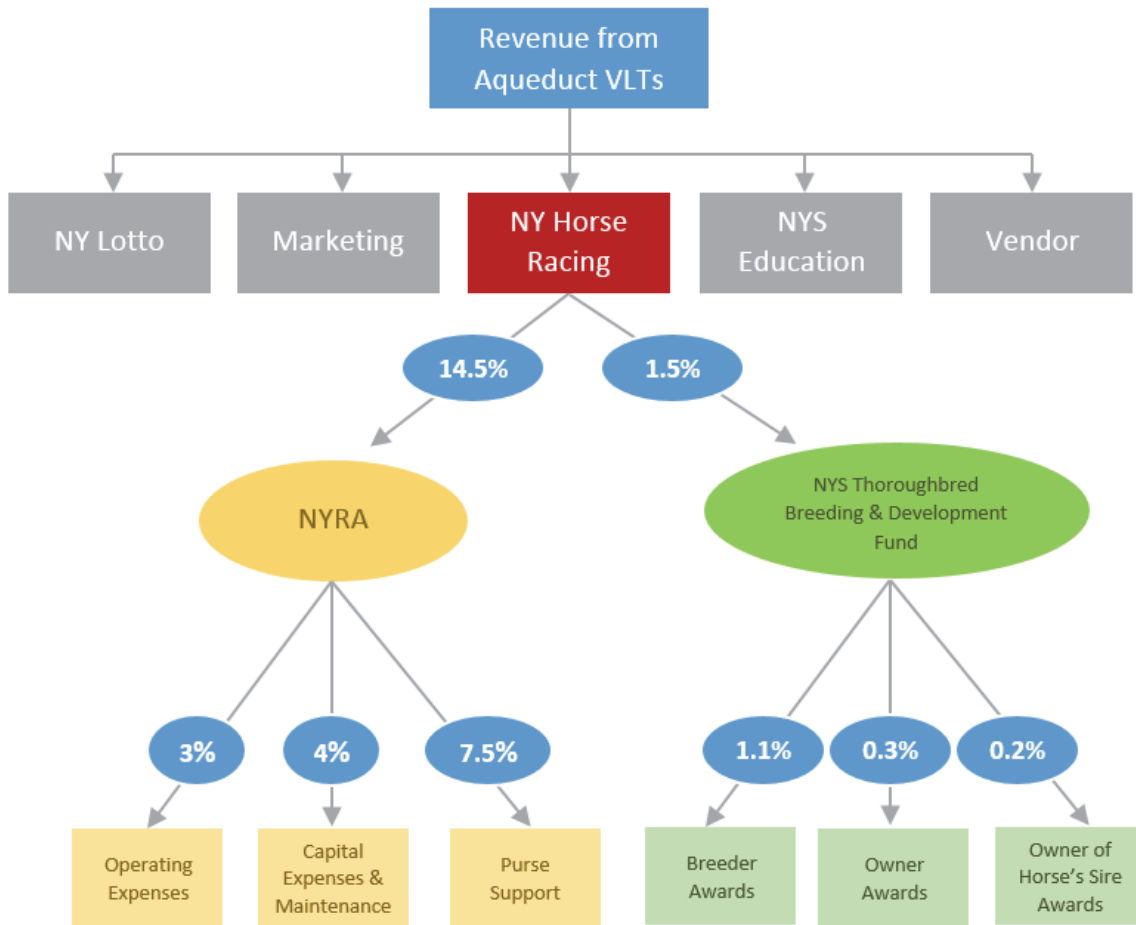 Revenue from
Aqueduct VLTs
NY Lotto
Marketing
NY Horse
Racing
NYS
Education
Vendor
14.5%
1.5%
NYRA
NYS Thoroughbred
Breeding & Development
Fund
3%
4%
7.5%
1.1%
0.3%
0.2%
Operating
Expenses
Capital
Expenses &
Maintenance
Purse
Support
Breeder
Awards
Owner
Awards
Owner of
Horse's Sire
Awards